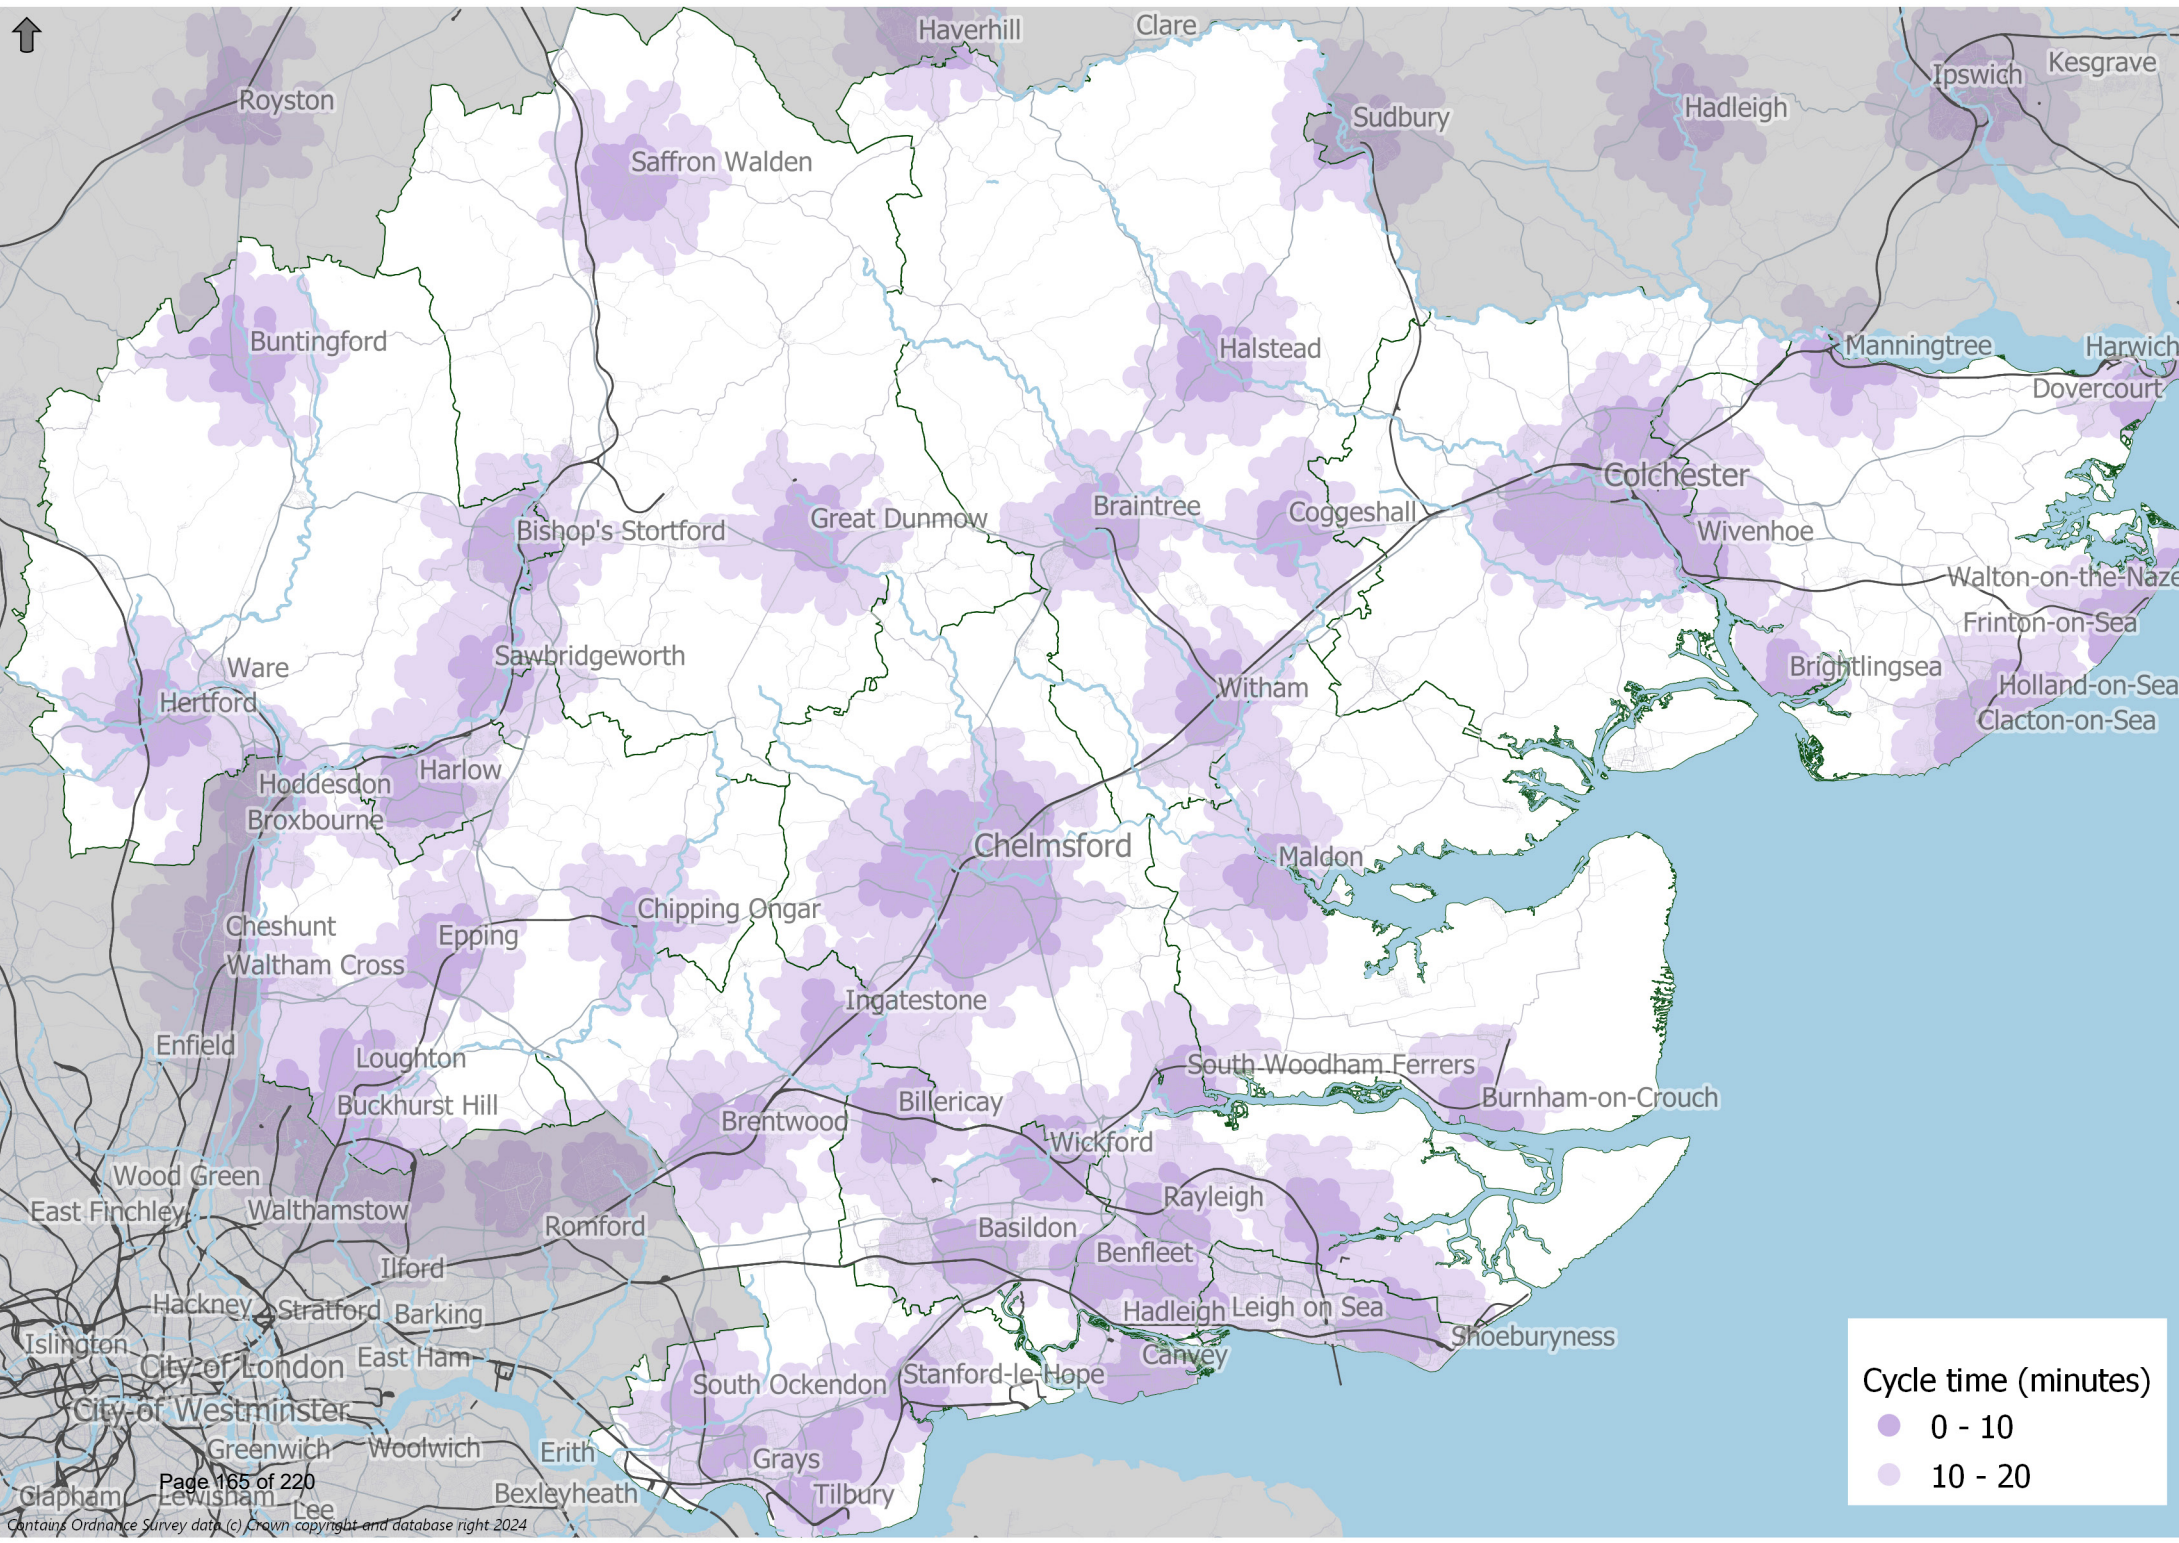 Haverhill
Clare
Royston
Saffron Walden
Sudbury
Hadleigh
Ipswich
Kesgrave
Buntingford
Halstead
Manningtree
Harwich
Dovercourt
Bishop's Stortford
Great Dunmow
Braintree
Coggeshall
Colchester
Wivenhoe
Walton-on-the-Naze
Frinton-on-Sea
Ware
Hertford
Sawbridgeworth
Witham
Brightlingsea
Holland-on-Sea
Clacton-on-Sea
Hoddesdon
Harlow
Broxbourne
Chelmsford
Maldon
Cheshunt
Epping
Chipping Ongar
Waltham Cross
Ingatestone
Enfield
Loughton
Buckhurst Hill
Brentwood
Billericay
South Woodham Ferrers
Burnham-on-Crouch
Wickford
Wood Green
East Finchley
Walthamstow
Romford
Basildon
Rayleigh
Benfleet
Ilford
Hackney
Stratford
Barking
Hadleigh
Leigh on Sea
Shoeburyness
Islington
City of London
East Ham
South Ockendon
Stanford-le-Hope
Canvey
City of Westminster
Greenwich
Woolwich
Erith
Grays
Clapham
Lewisham
Lee
Bexleyheath
Tilbury
Cycle time (minutes)
0 - 10
10 - 20
Page 165 of 220
Contains Ordnance Survey data (c) Crown copyright and database right 2024